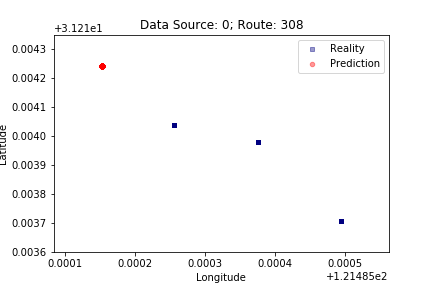 +3.121e1
Data Source: 0; Route: 308
Reality
Prediction
0.0043
0.0042
0.0041
0.0040
0.0039
0.0038
0.0037
0.0036
Latitude
0.0001
0.0002
0.0003
0.0004
0.0005
Longitude
+1.21485e2